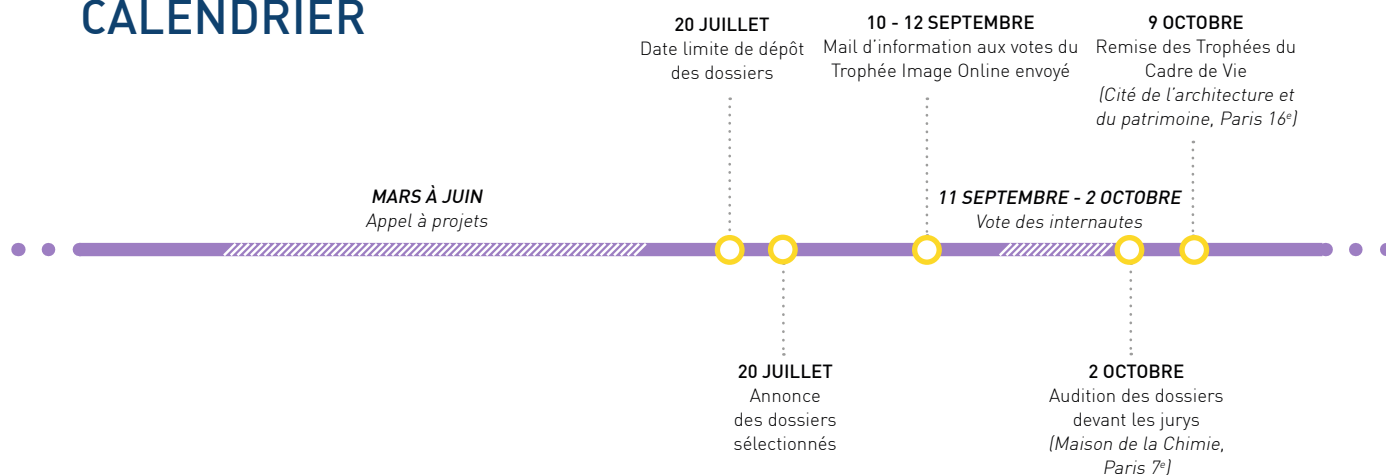 CALENDRIER
20 JUILLET
Date limite de dépôt
des dossiers
10 - 12 SEPTEMBRE
Mail d'information aux votes du
Trophée Image Online envoyé
9 OCTOBRE
Remise des Trophées du
Cadre de Vie
(Cité de l'architecture et
du patrimoine, Paris 16e)
MARS À JUIN
Appel à projets
11 SEPTEMBRE - 2 OCTOBRE
Vote des internautes
20 JUILLET
Annonce
des dossiers
sélectionnés
2 OCTOBRE
Audition des dossiers
devant les jurys
(Maison de la Chimie,
Paris 7e)